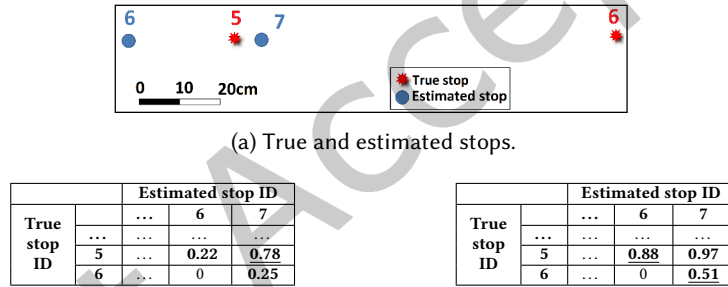 6 5 7 6
0 10 20cm
True stop
Estimated stop
(a) True and estimated stops.
Estimated stop ID
True stop ID
... 6 7
... ... ... ...
5 ... 0.22 0.78
6 ... 0 0.25
Estimated stop ID
True stop ID
... 6 7
... ... ... ...
5 ... 0.88 0.97
6 ... 0 0.51